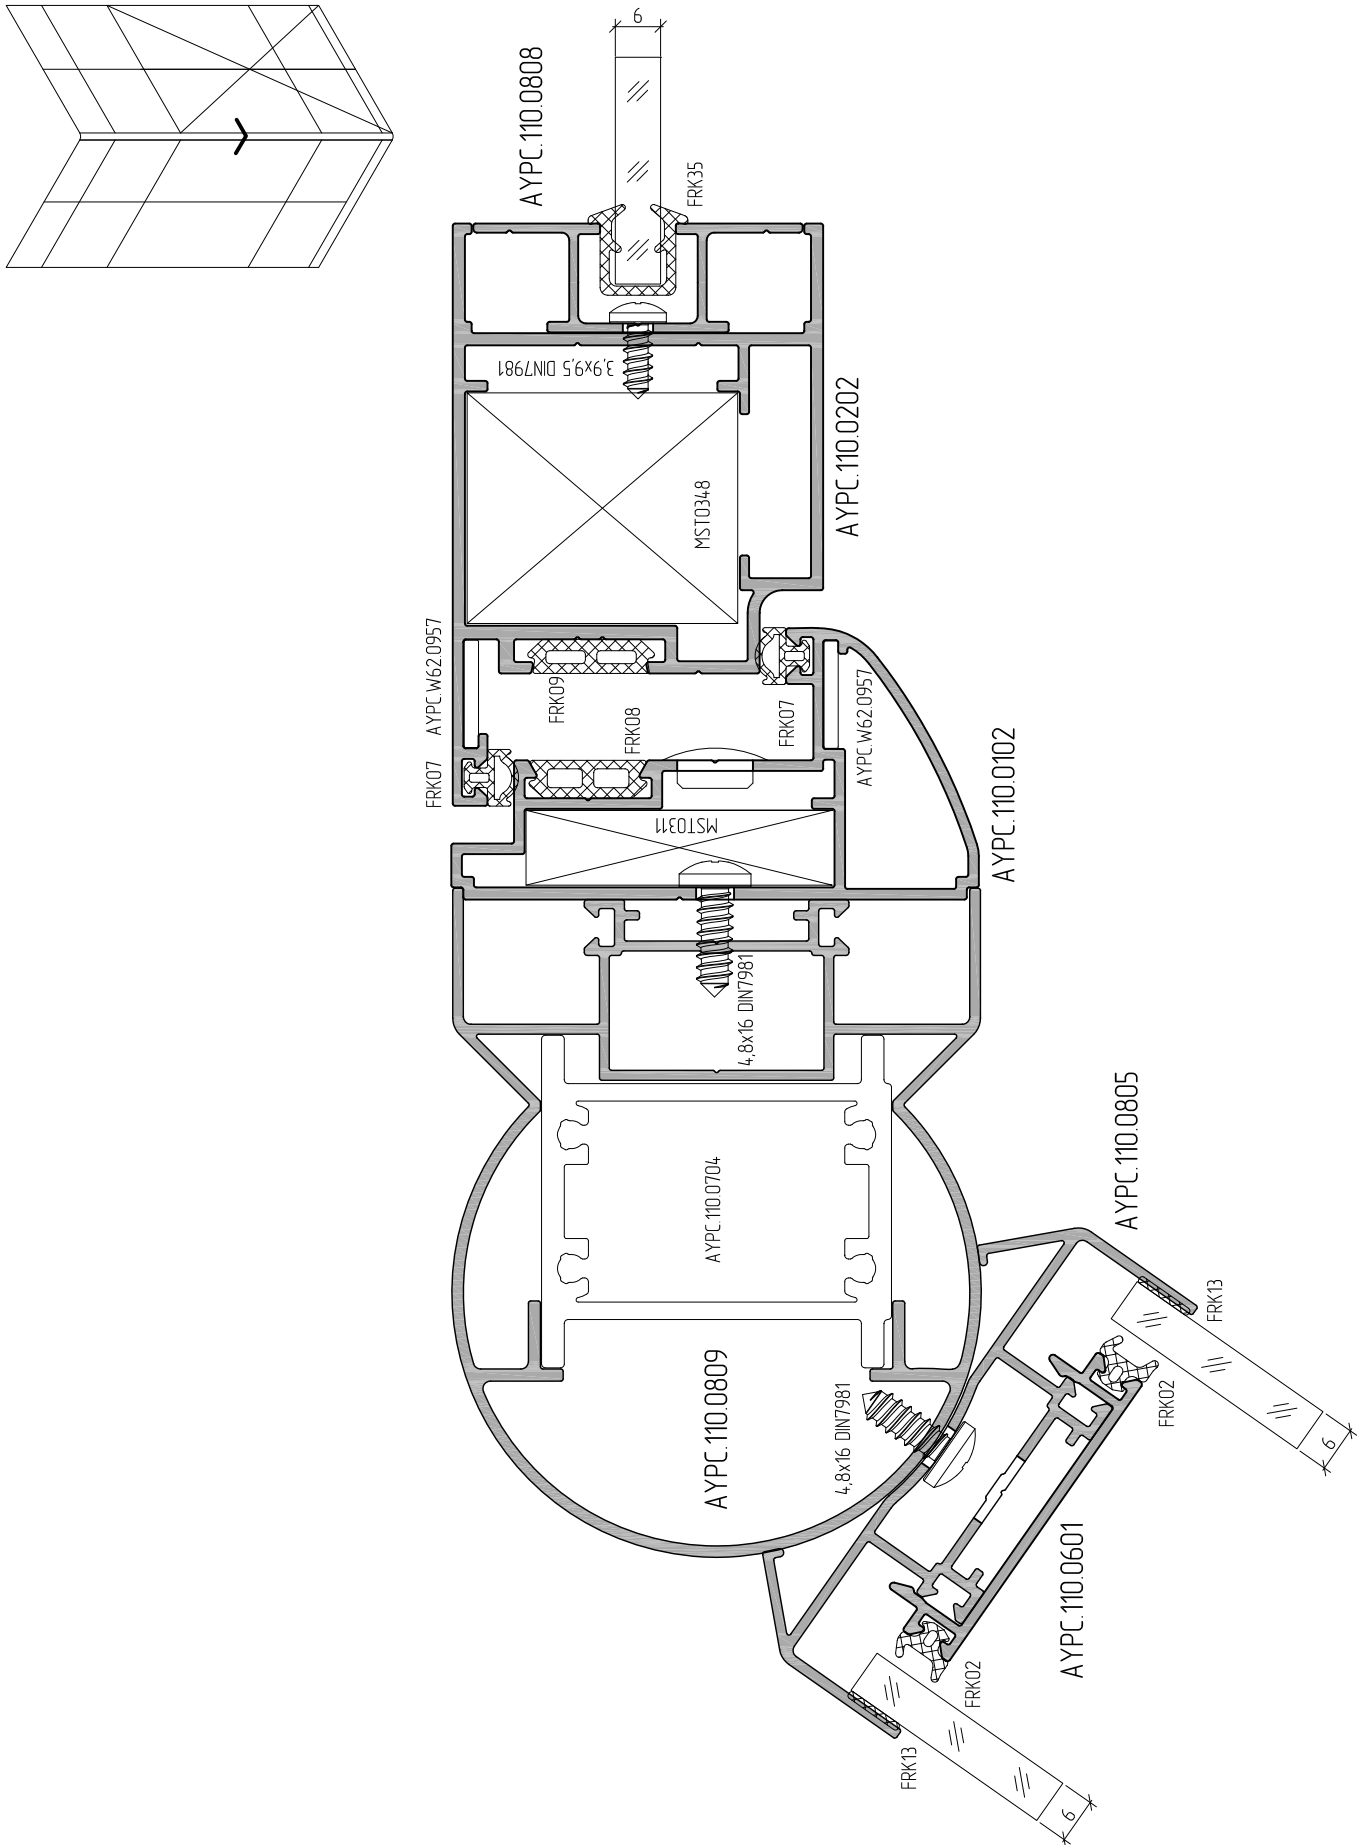 6
AYPC.110.0808
FRK35
3,9x9,5 DIN7981
AYPC.110.0202
MST0348
FRK07
AYPC.W62.0957
FRK09
FRK08
FRK07
AYPC.W62.0957
MST0311
AYPC.110.0102
4,8x16 DIN7981
AYPC.110.0704
AYPC.110.0805
FRK13
AYPC.110.0809
4,8x16 DIN7981
FRK02
6
AYPC.110.0601
FRK02
FRK13
6